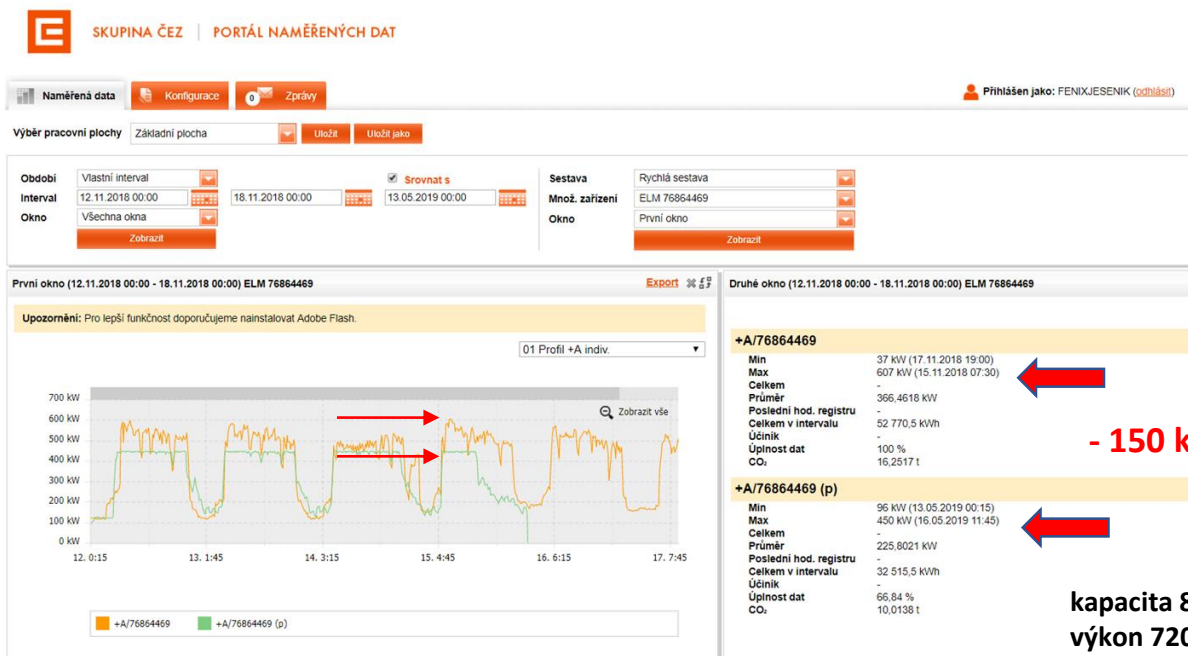 SKUPINA ČEZ | PORTÁL NAMĚŘENÝCH DAT
Naměřená data Konfigurace 0 Zprávy
Přihlášen jako: FENIXJESENIK (odhlásit)
Výběr pracovní plochy Základní plocha Uložit Uložit jako
Období Vlastní interval Srovnat s
Interval 12.11.2018 00:00 18.11.2018 00:00 13.05.2019 00:00
Okno Všechna okna
Zobrazit
Sestava Rychlá sestava
Množ. zařízení ELM 76864469
Okno První okno
Zobrazit
První okno (12.11.2018 00:00 - 18.11.2018 00:00) ELM 76864469 Export
Upozornění: Pro lepší funkčnost doporučujeme nainstalovat Adobe Flash.
01 Profil +A indiv.
Zobrazit vše
700 kW
600 kW
500 kW
400 kW
300 kW
200 kW
100 kW
0 kW
12. 0:15 13. 1:45 14. 3:15 15. 4:45 16. 6:15 17. 7:45
+A/76864469 +A/76864469 (p)
Druhé okno (12.11.2018 00:00 - 18.11.2018 00:00) ELM 76864469
+A/76864469
Min 37 kW (17.11.2018 19:00)
Max 607 kW (15.11.2018 07:30)
Celkem -
Průměr 366,4618 kW
Poslední hod. registru -
Celkem v intervalu 52 770,5 kWh
Účiník -
Úplnost dat 100 %
CO₂ 16,2517 t
+A/76864469 (p)
Min 96 kW (13.05.2019 00:15)
Max 450 kW (16.05.2019 11:45)
Celkem -
Průměr 225,8021 kW
Poslední hod. registru -
Celkem v intervalu 32 515,5 kWh
Účiník -
Úplnost dat 66,84 %
CO₂ 10,0138 t
- 150 k
kapacita 8
výkon 720